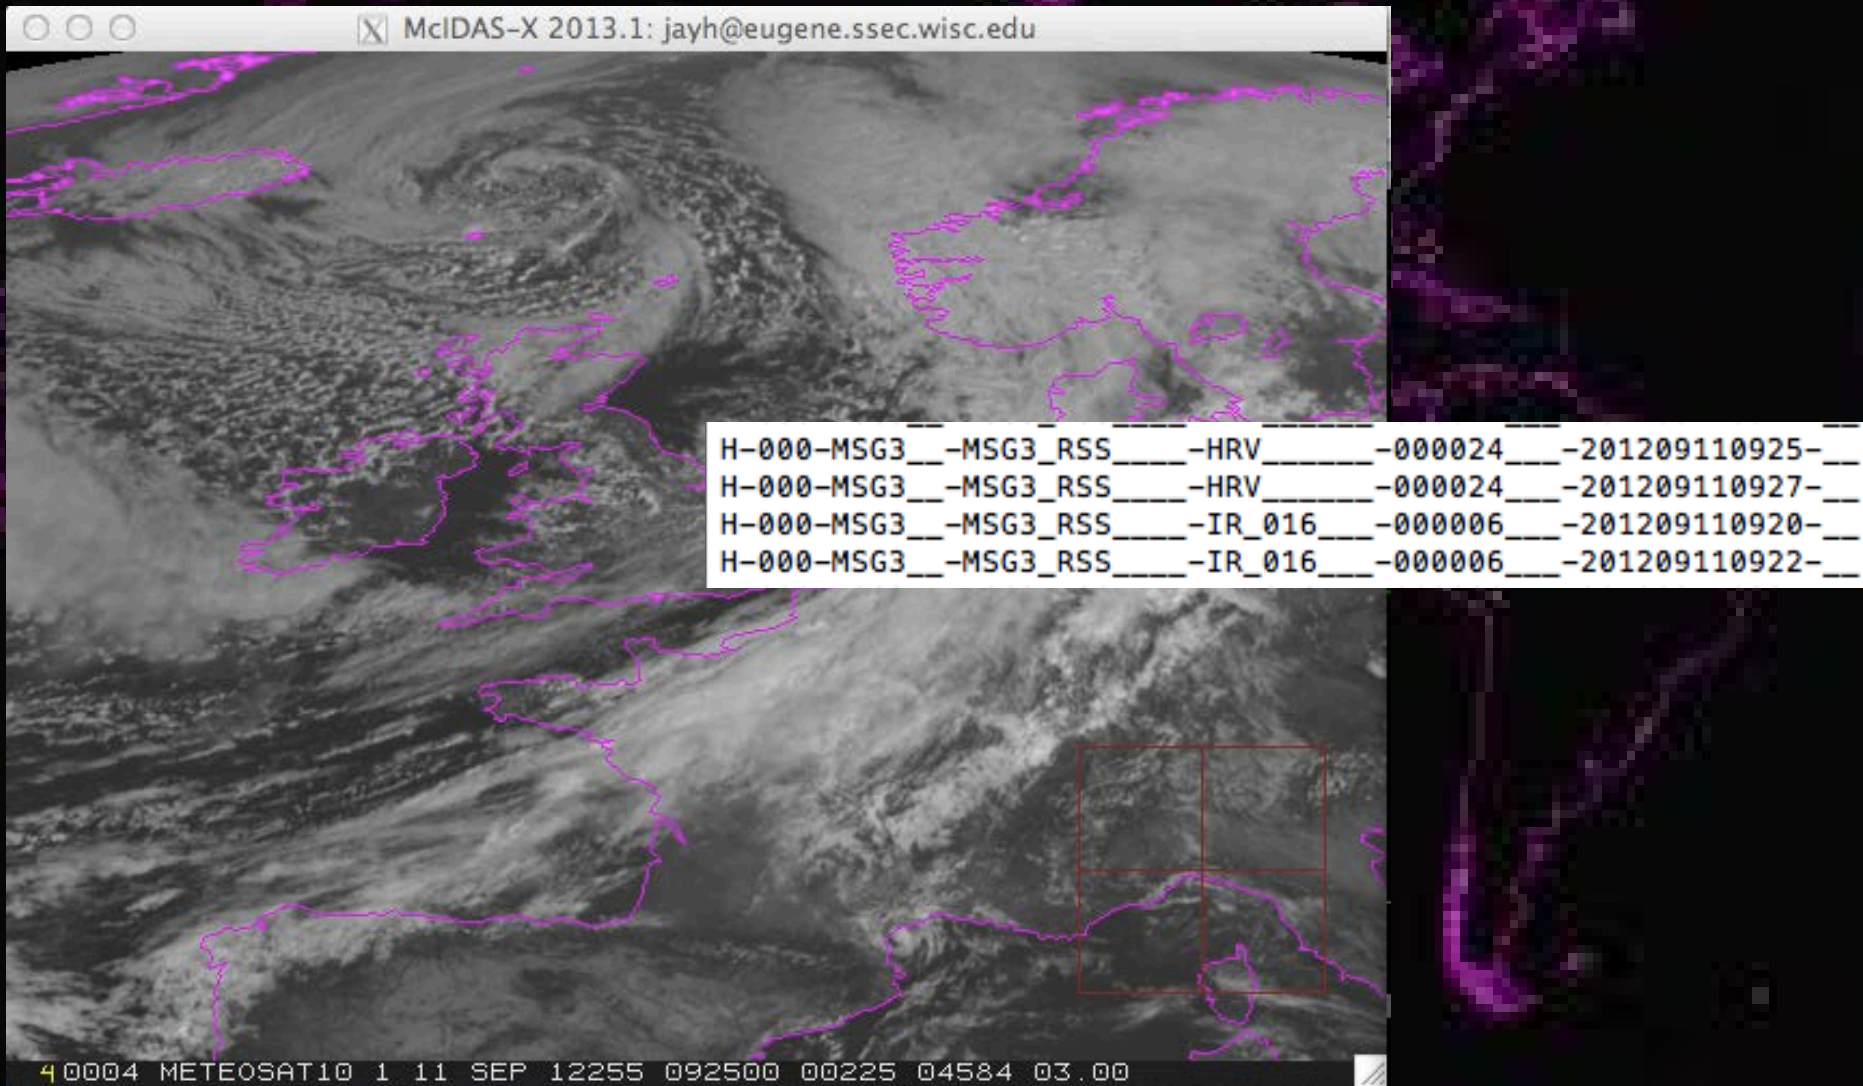 McIDAS-X 2013.1: jayh@eugene.ssec.wisc.edu
H-000-MSG3__-MSG3_RSS____-HRV______-000024___-201209110925-__
H-000-MSG3__-MSG3_RSS____-HRV______-000024___-201209110927-__
H-000-MSG3__-MSG3_RSS____-IR_016___-000006___-201209110920-__
H-000-MSG3__-MSG3_RSS____-IR_016___-000006___-201209110922-__
4 0004 METEOSAT10 1 11 SEP 12255 092500 00225 04584 03.00